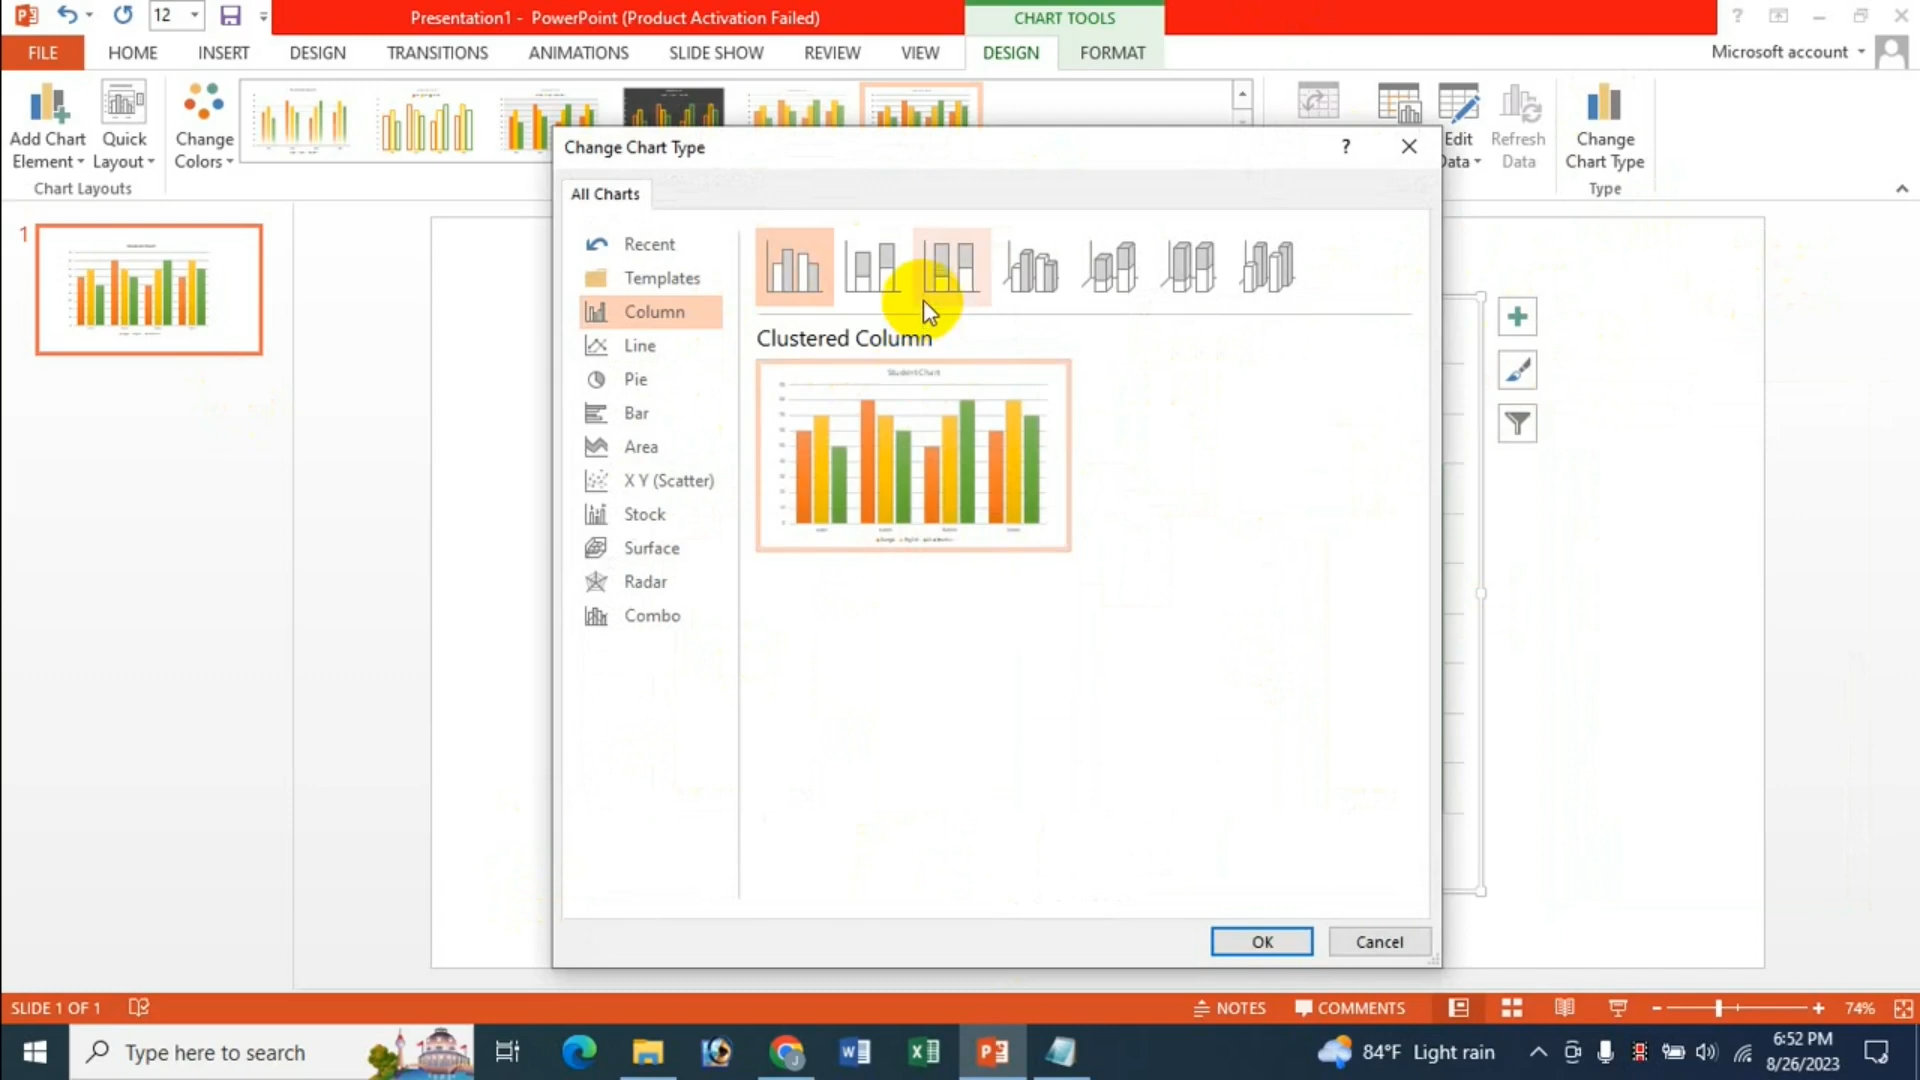 12
Presentation1 - PowerPoint (Product Activation Failed)
CHART TOOLS
?
FILE
HOME
INSERT
DESIGN
TRANSITIONS
ANIMATIONS
SLIDE SHOW
REVIEW
VIEW
DESIGN
FORMAT
Microsoft account
Add Chart
Element
Quick
Layout
Change
Colors
Edit
Data
Refresh
Data
Change
Chart Type
Chart Layouts
Type
Change Chart Type
?
All Charts
1
Recent
Templates
Column
Line
Pie
Bar
Area
X Y (Scatter)
Stock
Surface
Radar
Combo
Clustered Column
Student Chart
OK
Cancel
SLIDE 1 OF 1
NOTES
COMMENTS
74%
Type here to search
84°F Light rain
6:52 PM
8/26/2023